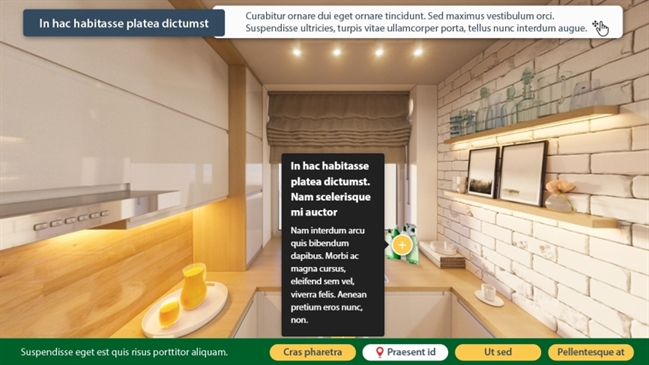 In hac habitasse platea dictumst
Curabitur ornare dui eget ornare tincidunt. Sed maximus vestibulum orci.
Suspendisse ultricies, turpis vitae ullamcorper porta, tellus nunc interdum augue.
In hac habitasse
platea dictumst.
Nam scelerisque
mi auctor
Nam interdum arcu
quis bibendum
dapibus. Morbi ac
magna cursus,
eleifend sem vel,
viverra felis. Aenean
pretium eros nunc,
non.
Suspendisse eget est quis risus porttitor aliquam.
Cras pharetra
Praesent id
Ut sed
Pellentesque at